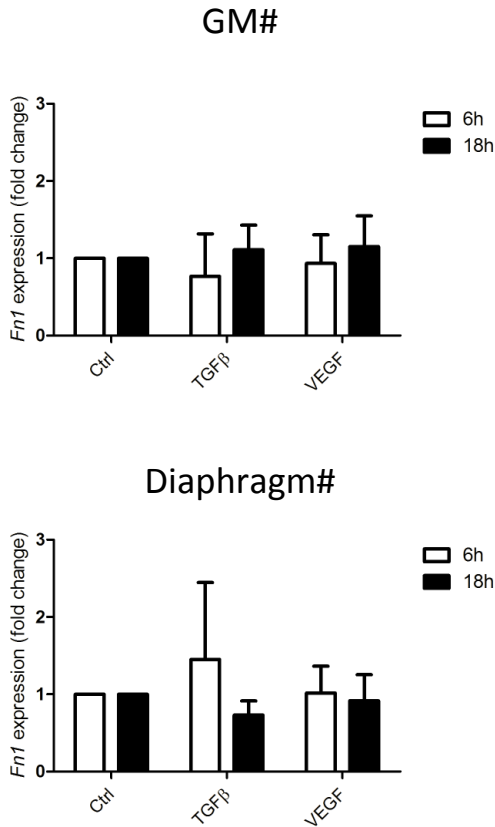 GM#
Fn1 expression (fold change)
3
2
1
0
6h
18h
Ctrl
TGFβ
VEGF
Diaphragm#
Fn1 expression (fold change)
3
2
1
0
6h
18h
Ctrl
TGFβ
VEGF